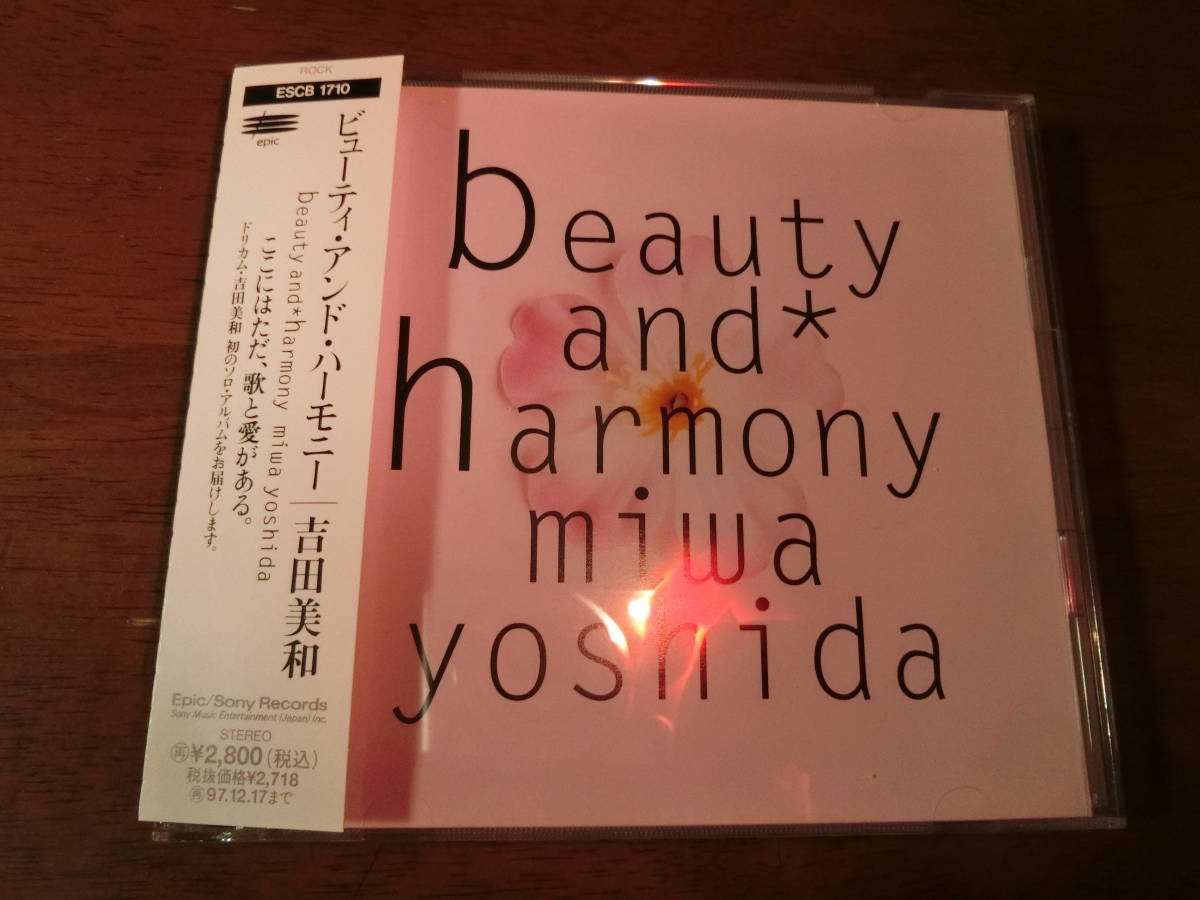 ROCK
ESCB 1710
epic
ビューティ・アンド・ハーモニー｜吉田美和
beauty and*harmony miwa yoshida
ここにはただ、歌と愛がある。
ドリカム・吉田美和 初のソロ・アルバムをお届けします。
Epic/Sony Records
Sony Music Entertainment (Japan) Inc.
STEREO
再¥2,800(税込)
税抜価格¥2,718
再97.12.17まで
beauty
and*
harmony
miwa
yoshida